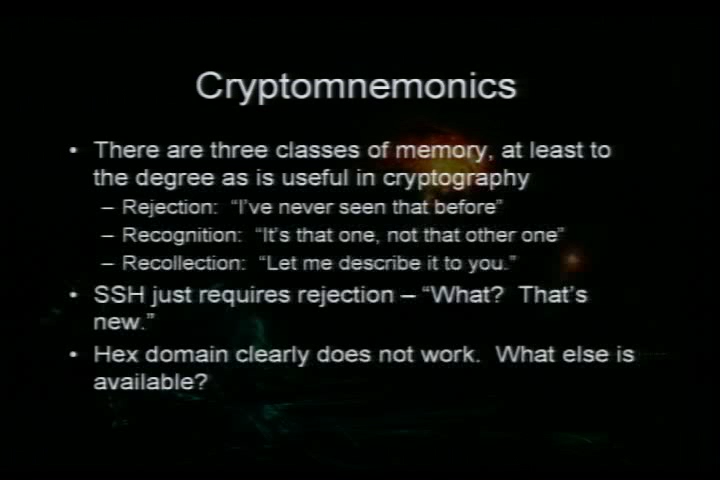 Cryptomnemonics
• There are three classes of memory, at least to
the degree as is useful in cryptography
– Rejection: “I’ve never seen that before”
– Recognition: “It’s that one, not that other one”
– Recollection: “Let me describe it to you.”
• SSH just requires rejection – “What? That’s
new.”
• Hex domain clearly does not work. What else is
available?